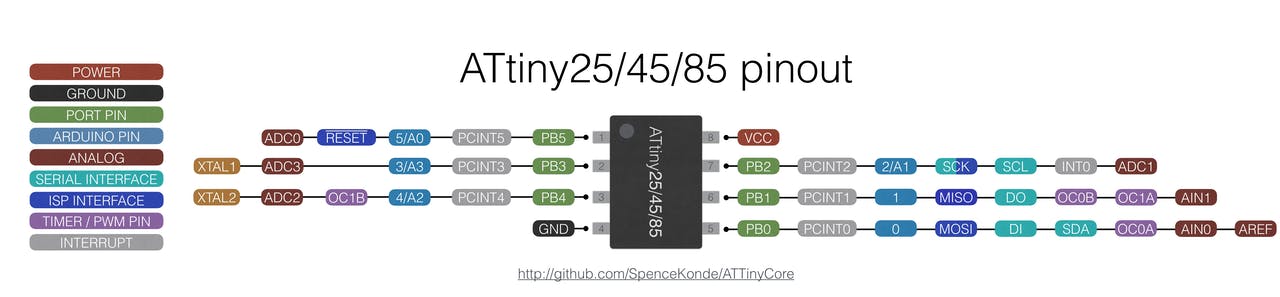 ATtiny25/45/85 pinout
POWER
GROUND
PORT PIN
ARDUINO PIN
ANALOG
SERIAL INTERFACE
ISP INTERFACE
TIMER / PWM PIN
INTERRUPT
ADC0 RESET 5/A0 PCINT5 PB5 1
XTAL1 ADC3 3/A3 PCINT3 PB3 2
XTAL2 ADC2 OC1B 4/A2 PCINT4 PB4 3
GND 4
ATtiny25/45/85
8 VCC
7 PB2 PCINT2 2/A1 SCK SCL INT0 ADC1
6 PB1 PCINT1 1 MISO DO OC0B OC1A AIN1
5 PB0 PCINT0 0 MOSI DI SDA OC0A AIN0 AREF
http://github.com/SpenceKonde/ATTinyCore